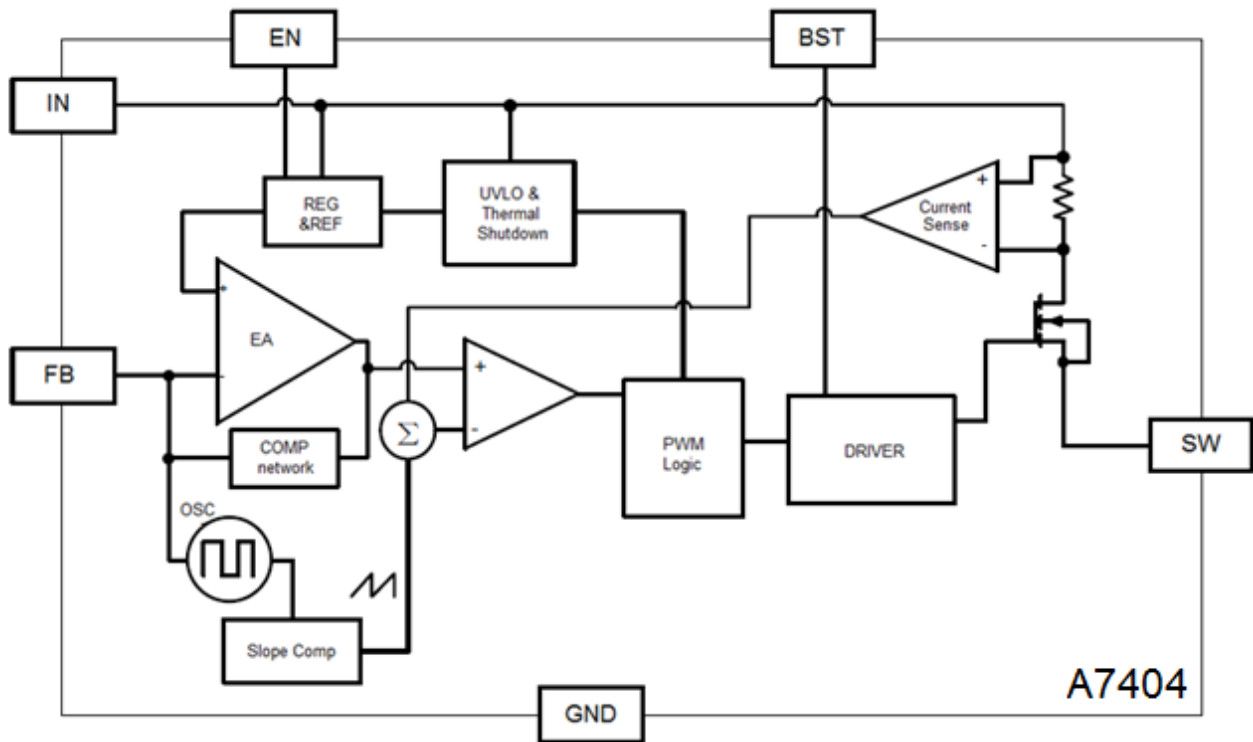 EN
BST
IN
REG
&REF
UVLO &
Thermal
Shutdown
+
Current
Sense
-
+
EA
-
FB
+
-
Σ
COMP
network
PWM
Logic
DRIVER
SW
OSC
Slope Comp
GND
A7404